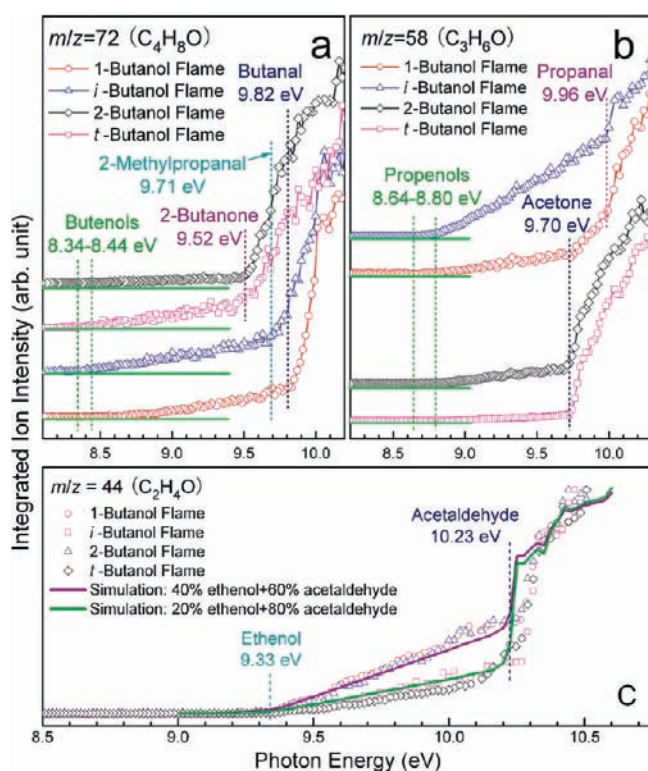 m/z=72 (C4H8O)
a
1-Butanol Flame
i -Butanol Flame
2-Butanol Flame
t -Butanol Flame
Butanal
9.82 eV
2-Methylpropanal
9.71 eV
Butenols
8.34-8.44 eV
2-Butanone
9.52 eV
8.5
9.0
9.5
10.0
m/z=58 (C3H6O)
b
1-Butanol Flame
i -Butanol Flame
2-Butanol Flame
t -Butanol Flame
Propanal
9.96 eV
Propenols
8.64-8.80 eV
Acetone
9.70 eV
8.5
9.0
9.5
10.0
Integrated Ion Intensity (arb. unit)
m/z = 44 (C2H4O)
1-Butanol Flame
i -Butanol Flame
2-Butanol Flame
t -Butanol Flame
Simulation: 40% ethenol+60% acetaldehyde
Simulation: 20% ethenol+80% acetaldehyde
Acetaldehyde
10.23 eV
Ethenol
9.33 eV
C
8.5
9.0
9.5
10.0
10.5
Photon Energy (eV)